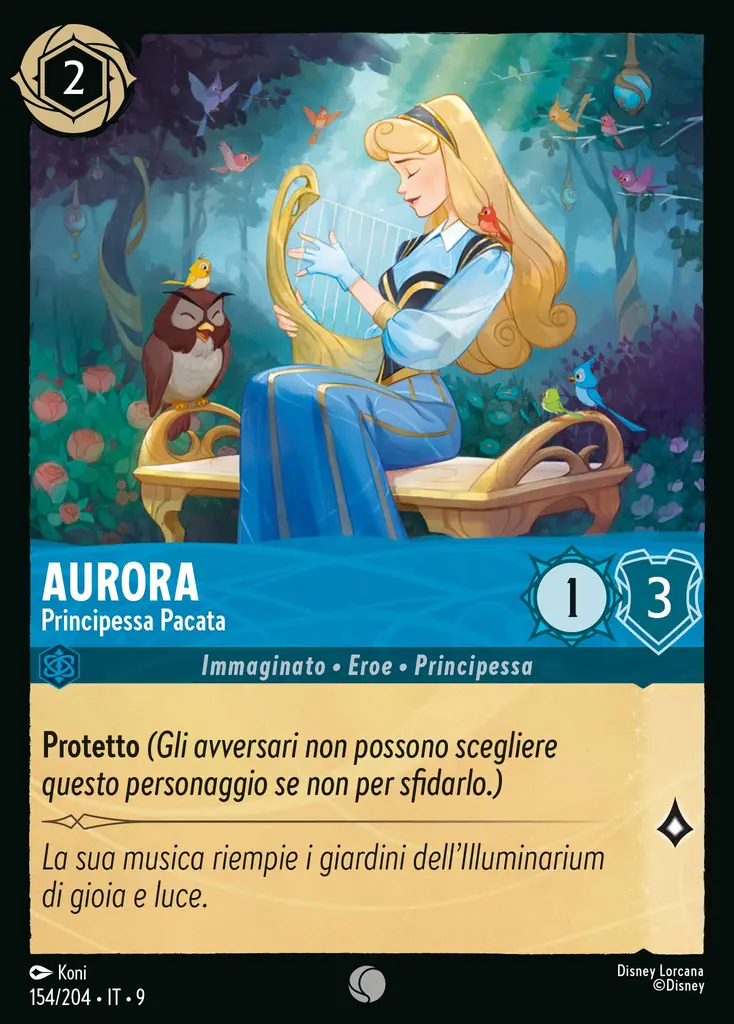 2
AURORA
Principessa Pacata
1
3
Immaginato • Eroe • Principessa
Protetto (Gli avversari non possono scegliere
questo personaggio se non per sfidarlo.)
La sua musica riempie i giardini dell'Illuminarium
di gioia e luce.
Koni
Disney Lorcana
154/204 • IT • 9
©Disney